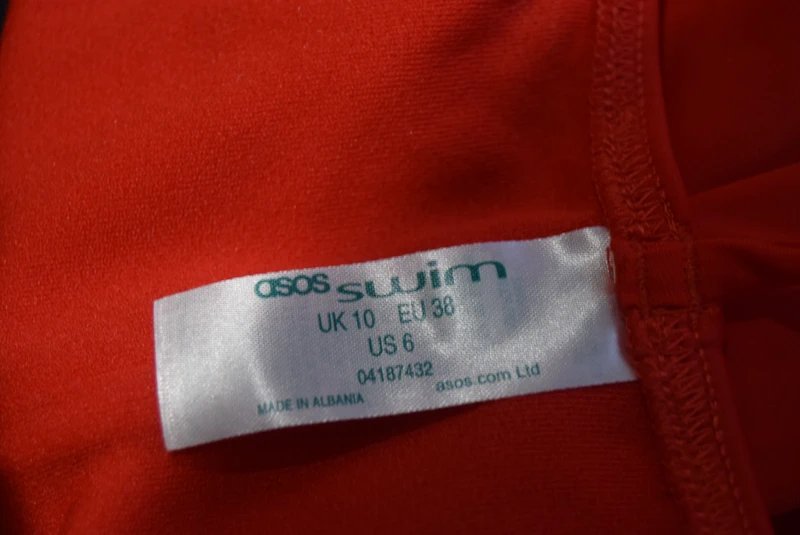 asos swim
UK 10 EU 38
US 6
04187432
MADE IN ALBANIA asos.com Ltd